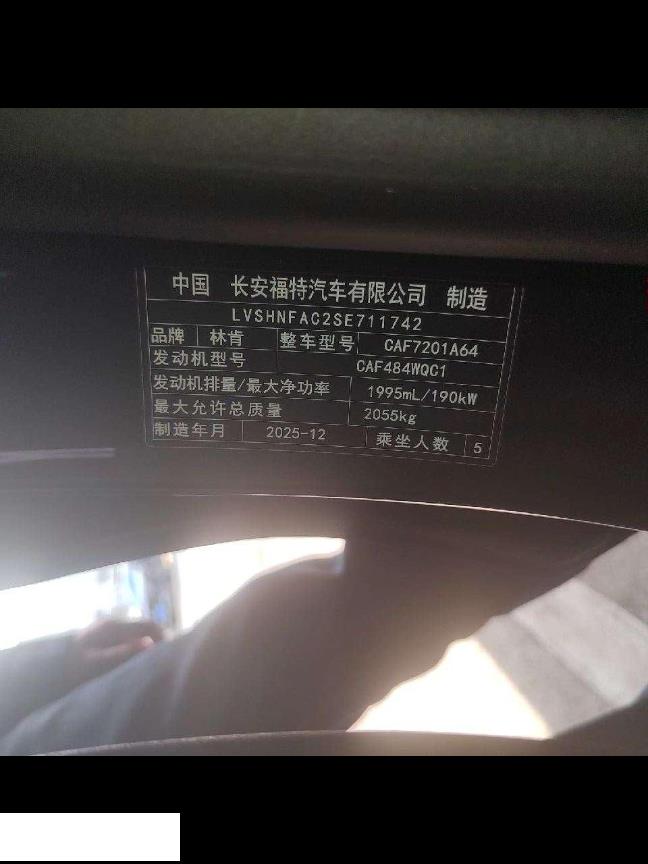 中国 长安福特汽车有限公司 制造
LVSHNFAC2SE711742
品牌 林肯 整车型号 CAF7201A64
发动机型号 CAF484WQC1
发动机排量/最大净功率 1995mL/190kW
最大允许总质量 2055kg
制造年月 2025-12 乘坐人数 5